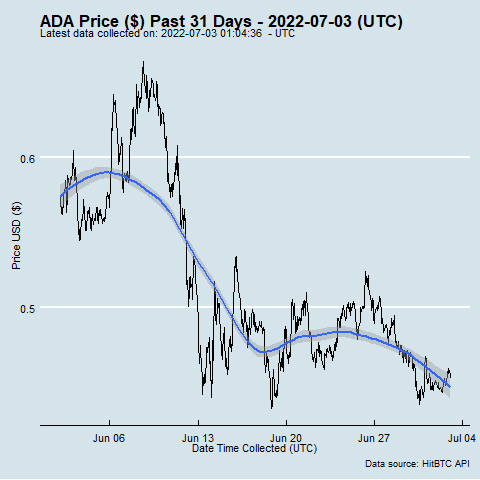 ADA Price ($) Past 31 Days - 2022-07-03 (UTC)
Latest data collected on: 2022-07-03 01:04:36  - UTC
0.6
Price USD ($)
0.5
Jun 06
Jun 13
Jun 20
Jun 27
Jul 04
Date Time Collected (UTC)
Data source: HitBTC API